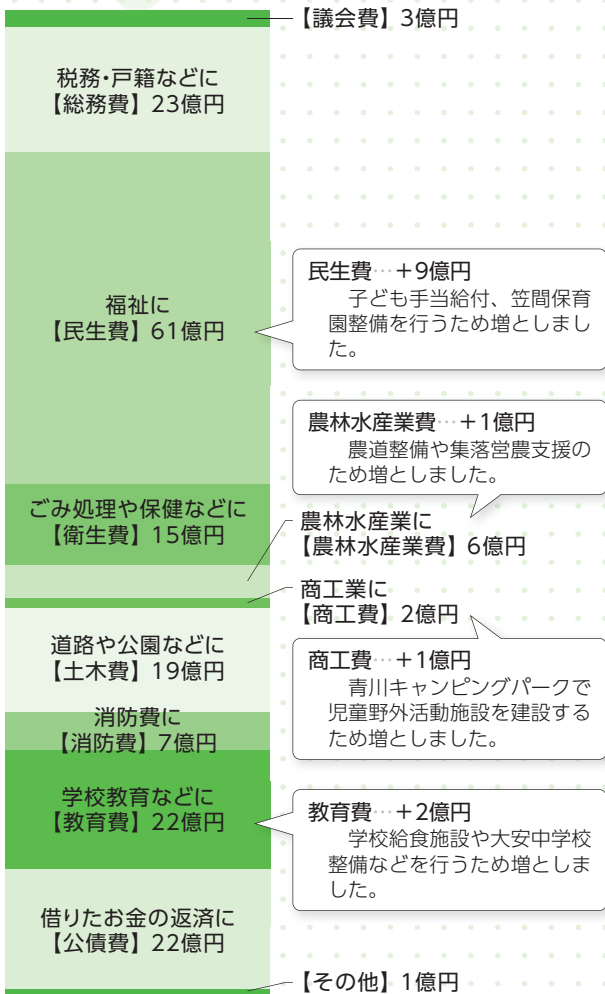 【議会費】3億円
税務・戸籍などに
【総務費】23億円
福祉に
【民生費】61億円
民生費…＋9億円
子ども手当給付、笠間保育
園整備を行うため増としまし
た。
農林水産業費…＋1億円
農道整備や集落営農支援の
ため増としました。
ごみ処理や保健などに
【衛生費】15億円
農林水産業に
【農林水産業費】6億円
商工業に
【商工費】2億円
商工費…＋1億円
青川キャンピングパークで
児童野外活動施設を建設する
ため増としました。
道路や公園などに
【土木費】19億円
消防費に
【消防費】7億円
学校教育などに
【教育費】22億円
教育費…＋2億円
学校給食施設や大安中学校
整備などを行うため増としま
した。
借りたお金の返済に
【公債費】22億円
【その他】1億円